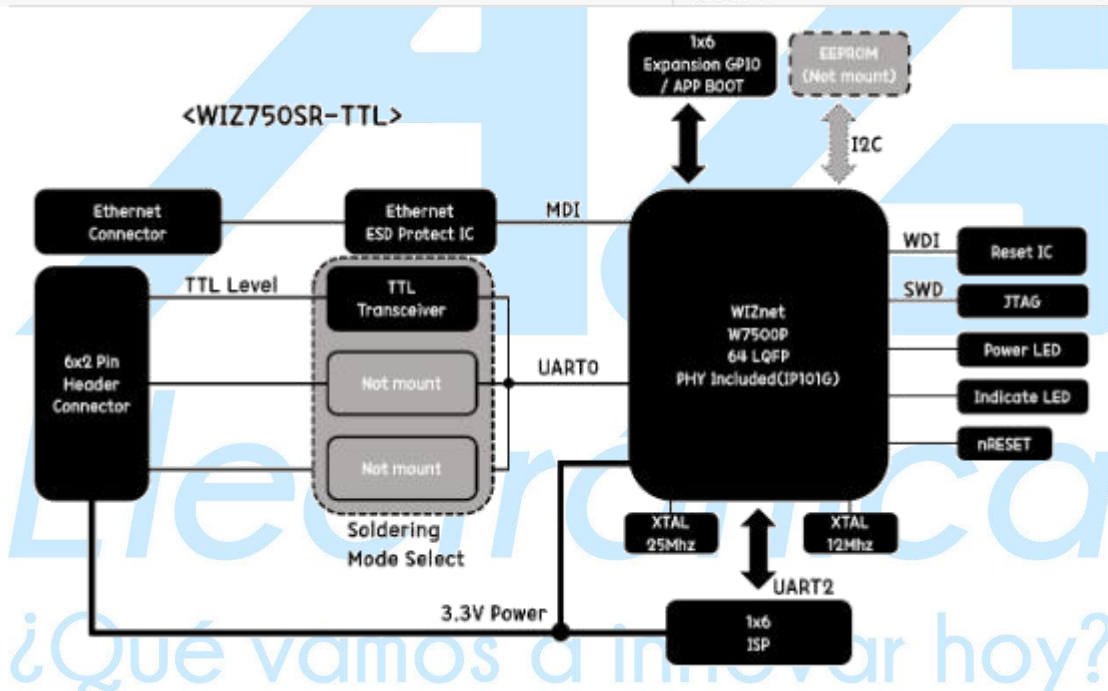 1x6
Expansion GPIO
/ APP BOOT
EEPROM
(Not mount)
<WIZ750SR-TTL>
I2C
Ethernet
Connector
Ethernet
ESD Protect IC
MDI
WDI
Reset IC
TTL Level
TTL
Transceiver
SWD
JTAG
WIZnet
W7500P
64 LQFP
PHY Included(IP101G)
Power LED
6x2 Pin
Header
Connector
Not mount
UART0
Indicate LED
nRESET
Not mount
Soldering
Mode Select
XTAL
25Mhz
XTAL
12Mhz
UART2
3.3V Power
1x6
ISP
Electrónica
¿Qué vamos a innovar hoy?